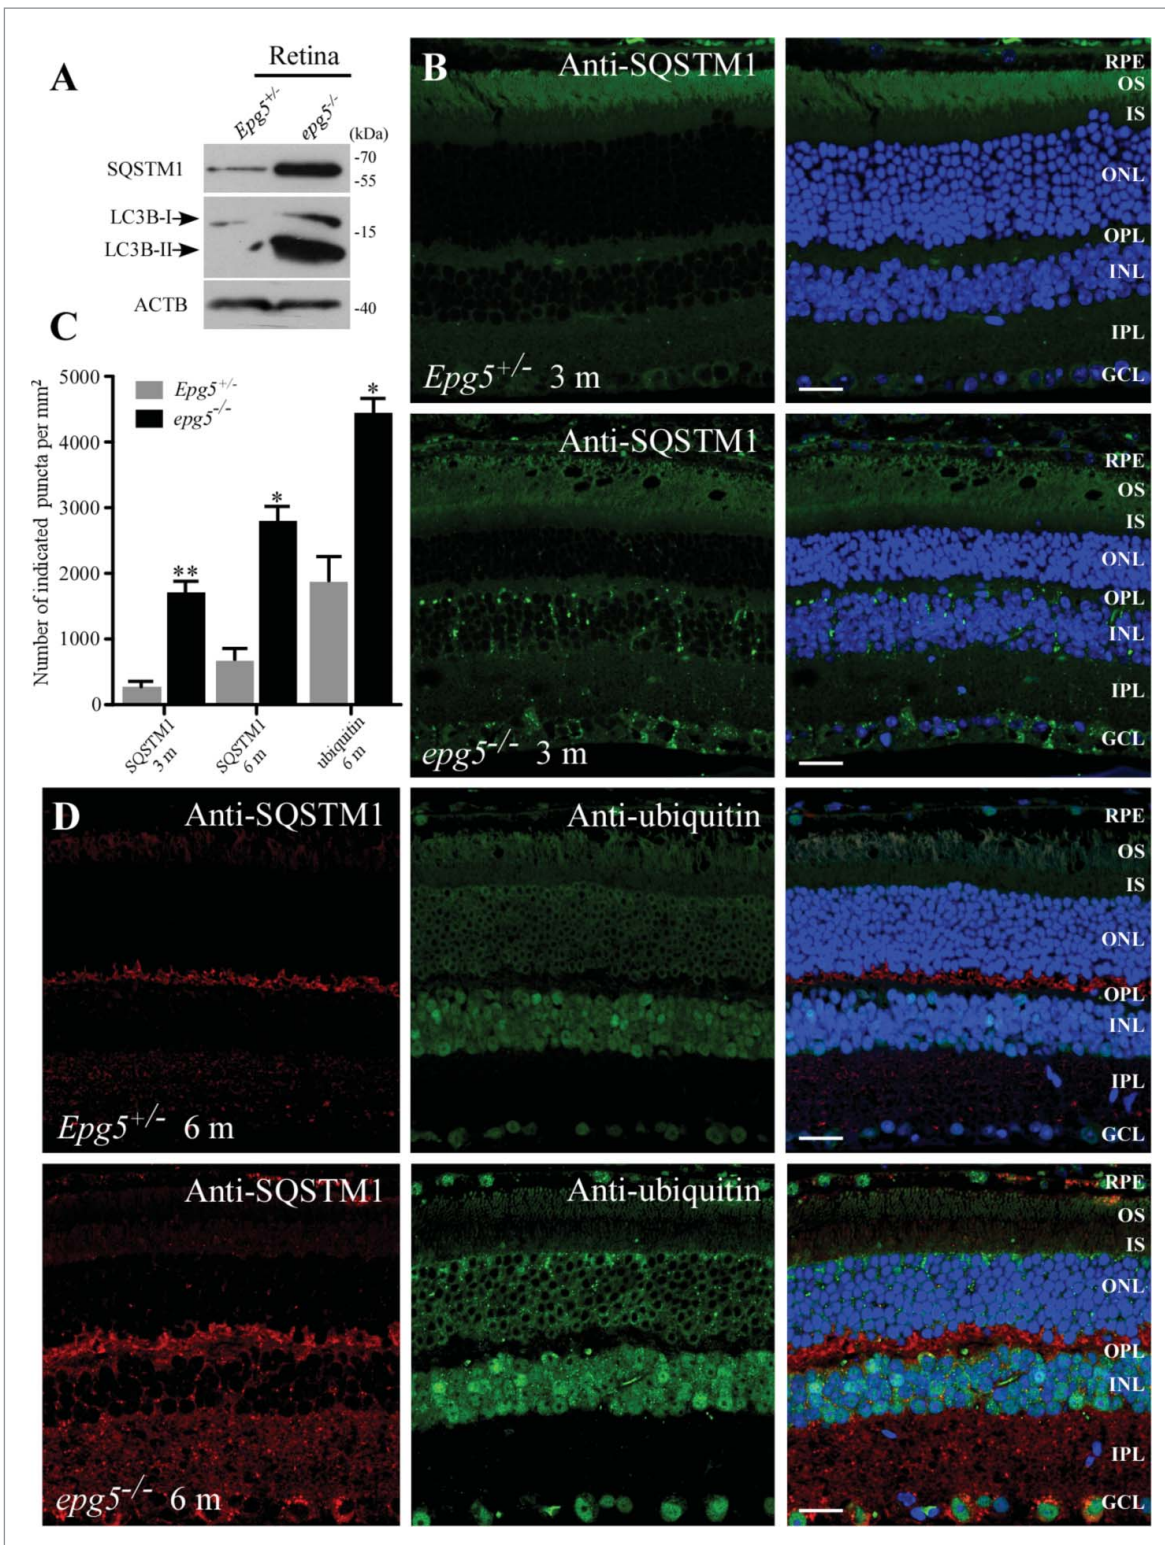 A
Retina
Epg5+/-
epg5-/-
(kDa)
SQSTM1
-70
-55
LC3B-I
-15
LC3B-II
ACTB
-40
B
Anti-SQSTM1
Epg5+/- 3 m
RPE
OS
IS
ONL
OPL
INL
IPL
GCL
Anti-SQSTM1
epg5-/- 3 m
RPE
OS
IS
ONL
OPL
INL
IPL
GCL
C
Number of indicated puncta per mm²
5000
4000
3000
2000
1000
0
Epg5+/-
epg5-/-
**
*
*
SQSTM1
3 m
SQSTM1
6 m
ubiquitin
6 m
D
Anti-SQSTM1
Epg5+/- 6 m
Anti-ubiquitin
RPE
OS
IS
ONL
OPL
INL
IPL
GCL
Anti-SQSTM1
epg5-/- 6 m
Anti-ubiquitin
RPE
OS
IS
ONL
OPL
INL
IPL
GCL